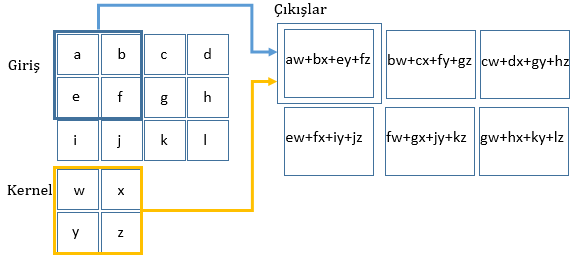 Çıkışlar
Giriş
a b c d
e f g h
i j k l
aw+bx+ey+fz bw+cx+fy+gz cw+dx+gy+hz
ew+fx+iy+jz fw+gx+jy+kz gw+hx+ky+lz
Kernel
w x
y z